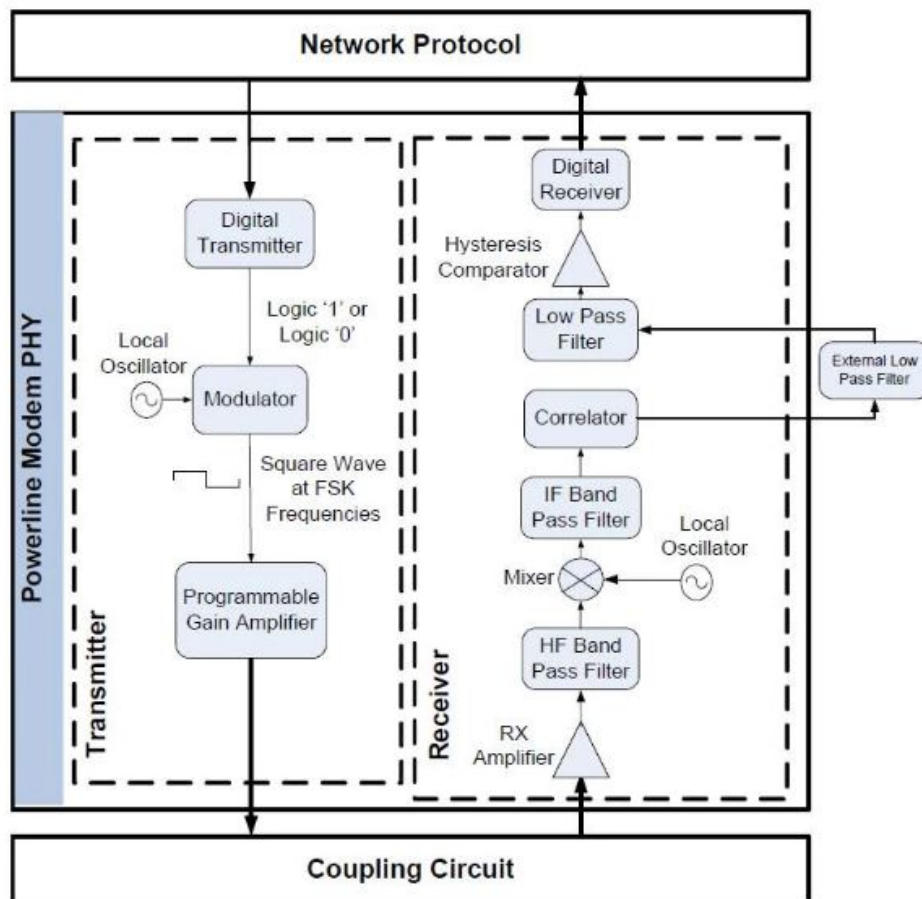 Network Protocol
Powerline Modem PHY
Transmitter
Digital
Transmitter
Logic ‘1’ or
Logic ‘0’
Local
Oscillator
Modulator
Square Wave
at FSK
Frequencies
Programmable
Gain Amplifier
Receiver
Digital
Receiver
Hysteresis
Comparator
Low Pass
Filter
External Low
Pass Filter
Correlator
IF Band
Pass Filter
Local
Oscillator
Mixer
HF Band
Pass Filter
RX
Amplifier
Coupling Circuit